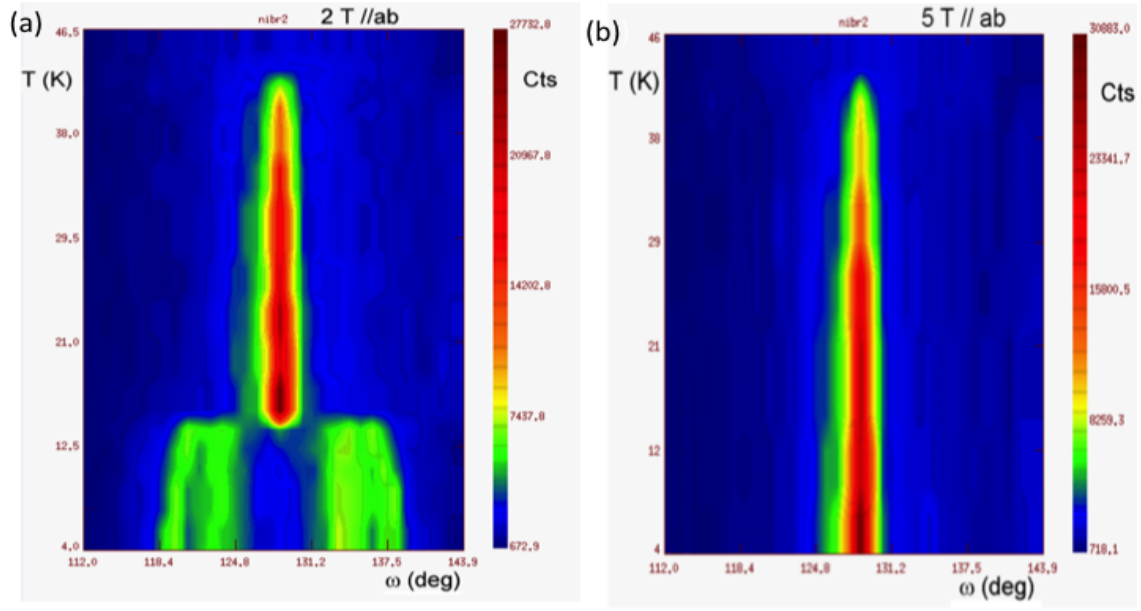 (a)
nibr2
2 T //ab
27732.8
46.5
T (K)
Cts
38.0
20967.8
29.5
14202.8
21.0
7437.8
12.5
4.0
672.9
112.0
118.4
124.8
131.2
137.5
143.9
ω (deg)
(b)
nibr2
5 T // ab
30883.0
46
T (K)
Cts
38
23341.7
29
15800.5
21
8259.3
12
4
718.1
112.0
118.4
124.8
131.2
137.5
143.9
ω (deg)